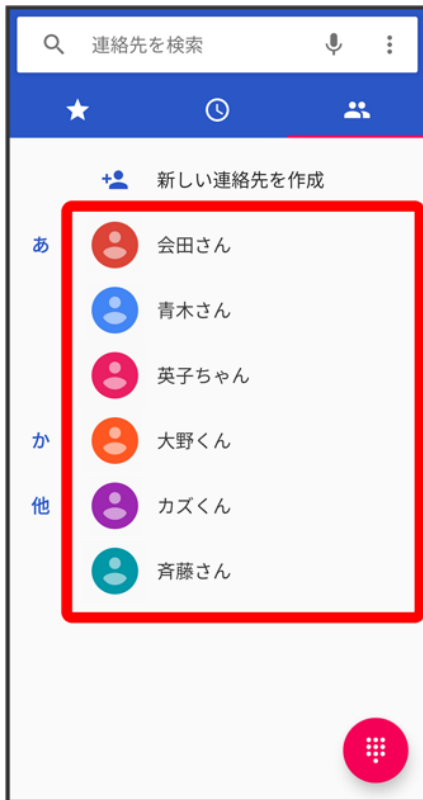 連絡先を検索
新しい連絡先を作成
あ 会田さん
青木さん
英子ちゃん
か 大野くん
他 カズくん
斉藤さん